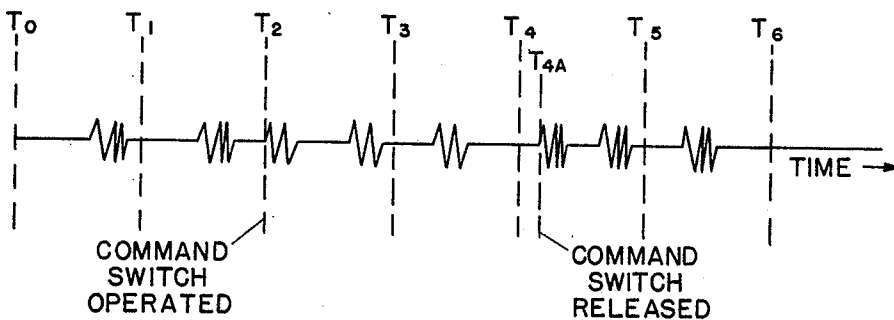 T0 T1 T2 T3 T4 T5 T6
T4A
TIME
COMMAND
SWITCH
OPERATED
COMMAND
SWITCH
RELEASED